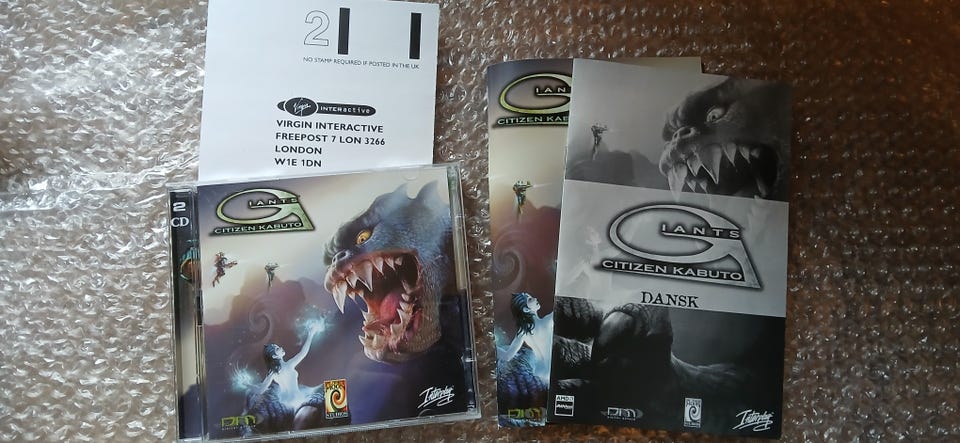 2
NO STAMP REQUIRED IF POSTED IN THE UK
Virgin INTERACTIVE
VIRGIN INTERACTIVE
FREEPOST 7 LON 3266
LONDON
W1E 1DN
2
CD
GIANTS
CITIZEN KABUTO
Interplay
GIANTS
CITIZEN KABU
GIANTS
CITIZEN KABUTO
DANSK
AMD
Interplay